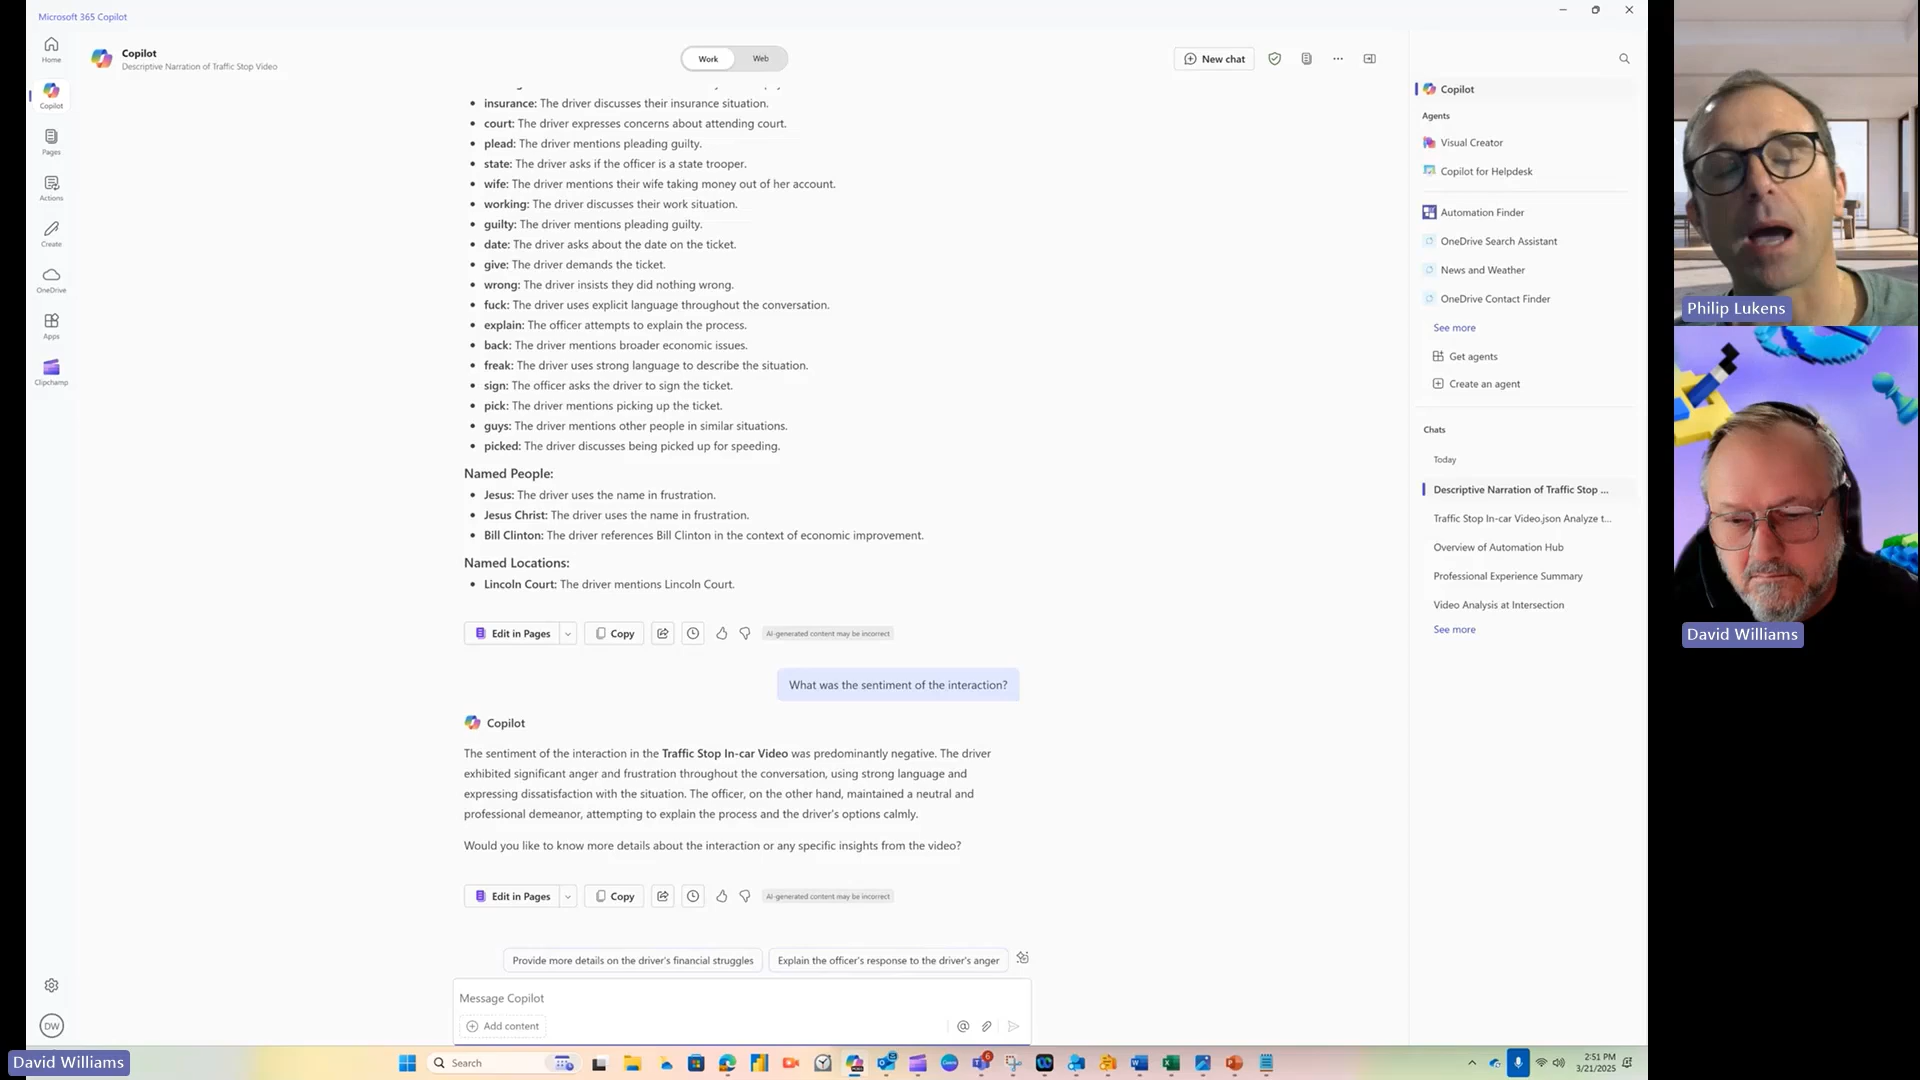 Microsoft 365 Copilot
Home
Copilot
Pages
Actions
Create
OneDrive
Apps
Clipchamp
DW
David Williams
Copilot
Descriptive Narration of Traffic Stop Video
Work
Web
New chat
insurance: The driver discusses their insurance situation.
court: The driver expresses concerns about attending court.
plead: The driver mentions pleading guilty.
state: The driver asks if the officer is a state trooper.
wife: The driver mentions their wife taking money out of her account.
working: The driver discusses their work situation.
guilty: The driver mentions pleading guilty.
date: The driver asks about the date on the ticket.
give: The driver demands the ticket.
wrong: The driver insists they did nothing wrong.
fuck: The driver uses explicit language throughout the conversation.
explain: The officer attempts to explain the process.
back: The driver mentions broader economic issues.
freak: The driver uses strong language to describe the situation.
sign: The officer asks the driver to sign the ticket.
pick: The driver mentions picking up the ticket.
guys: The driver mentions other people in similar situations.
picked: The driver discusses being picked up for speeding.
Named People:
Jesus: The driver uses the name in frustration.
Jesus Christ: The driver uses the name in frustration.
Bill Clinton: The driver references Bill Clinton in the context of economic improvement.
Named Locations:
Lincoln Court: The driver mentions Lincoln Court.
Edit in Pages
Copy
AI-generated content may be incorrect
What was the sentiment of the interaction?
Copilot
The sentiment of the interaction in the Traffic Stop In-car Video was predominantly negative. The driver
exhibited significant anger and frustration throughout the conversation, using strong language and
expressing dissatisfaction with the situation. The officer, on the other hand, maintained a neutral and
professional demeanor, attempting to explain the process and the driver's options calmly.
Would you like to know more details about the interaction or any specific insights from the video?
Edit in Pages
Copy
AI-generated content may be incorrect
Provide more details on the driver's financial struggles
Explain the officer's response to the driver's anger
Message Copilot
Add content
Copilot
Agents
Visual Creator
Copilot for Helpdesk
Automation Finder
OneDrive Search Assistant
News and Weather
OneDrive Contact Finder
See more
Get agents
Create an agent
Chats
Today
Descriptive Narration of Traffic Stop ...
Traffic Stop In-car Video.json Analyze t...
Overview of Automation Hub
Professional Experience Summary
Video Analysis at Intersection
See more
Philip Lukens
David Williams
Search
6
2:51 PM
3/21/2025